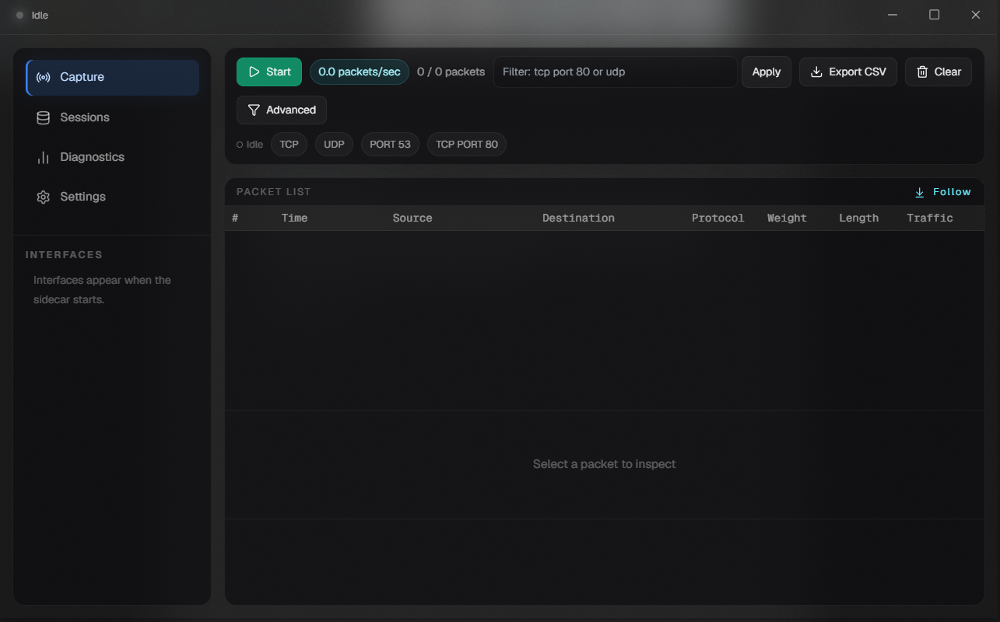 Idle
Capture
Sessions
Diagnostics
Settings
INTERFACES
Interfaces appear when the
sidecar starts.
Start 0.0 packets/sec 0 / 0 packets Filter: tcp port 80 or udp Apply Export CSV Clear
Advanced
Idle TCP UDP PORT 53 TCP PORT 80
PACKET LIST Follow
# Time Source Destination Protocol Weight Length Traffic
Select a packet to inspect